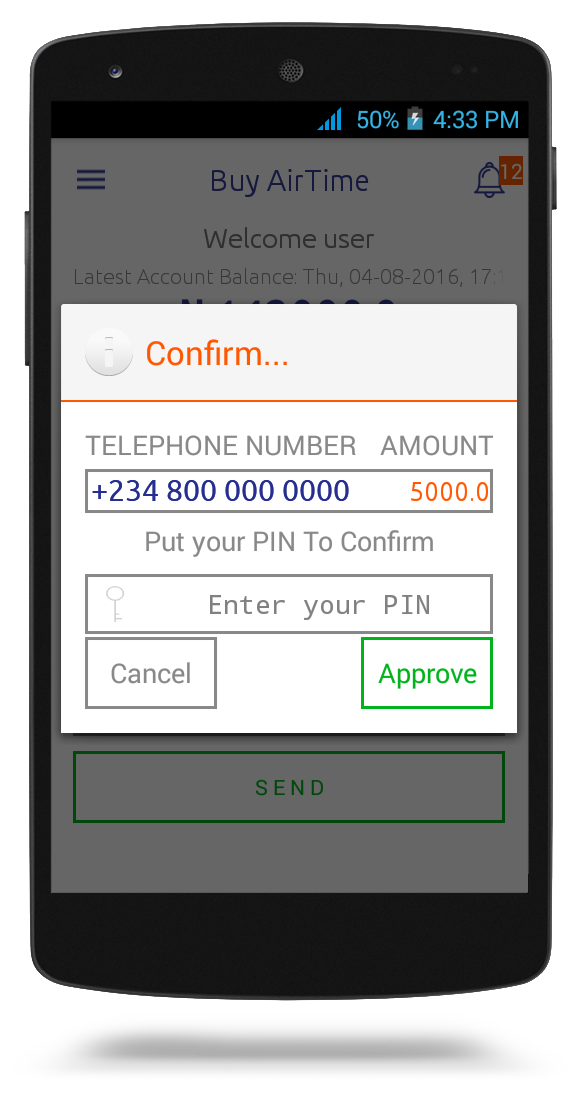 50% 4:33 PM
Buy AirTime
12
Welcome user
Latest Account Balance: Thu, 04-08-2016, 17:
Confirm...
TELEPHONE NUMBER AMOUNT
+234 800 000 0000 5000.0
Put your PIN To Confirm
Enter your PIN
Cancel Approve
SEND